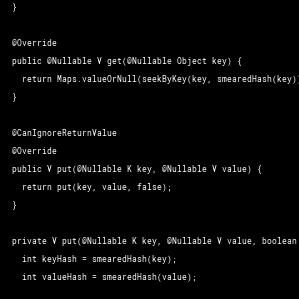 }
@Override
public @Nullable V get(@Nullable Object key) {
return Maps.valueOrNull(seekByKey(key, smearedHash(key))
}
@CanIgnoreReturnValue
@Override
public V put(@Nullable K key, @Nullable V value) {
return put(key, value, false);
}
private V put(@Nullable K key, @Nullable V value, boolean
int keyHash = smearedHash(key);
int valueHash = smearedHash(value);